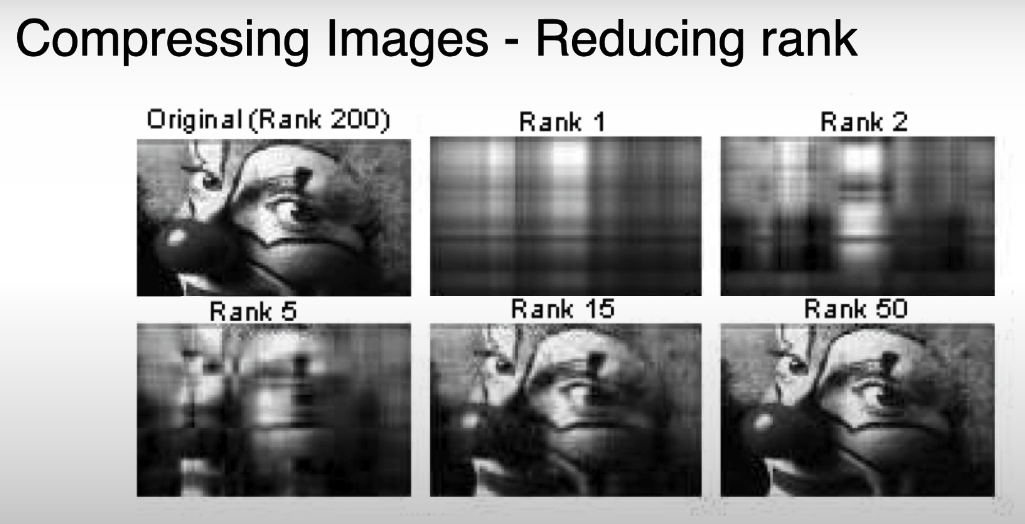 Compressing Images - Reducing rank
Original (Rank 200)
Rank 1
Rank 2
Rank 5
Rank 15
Rank 50